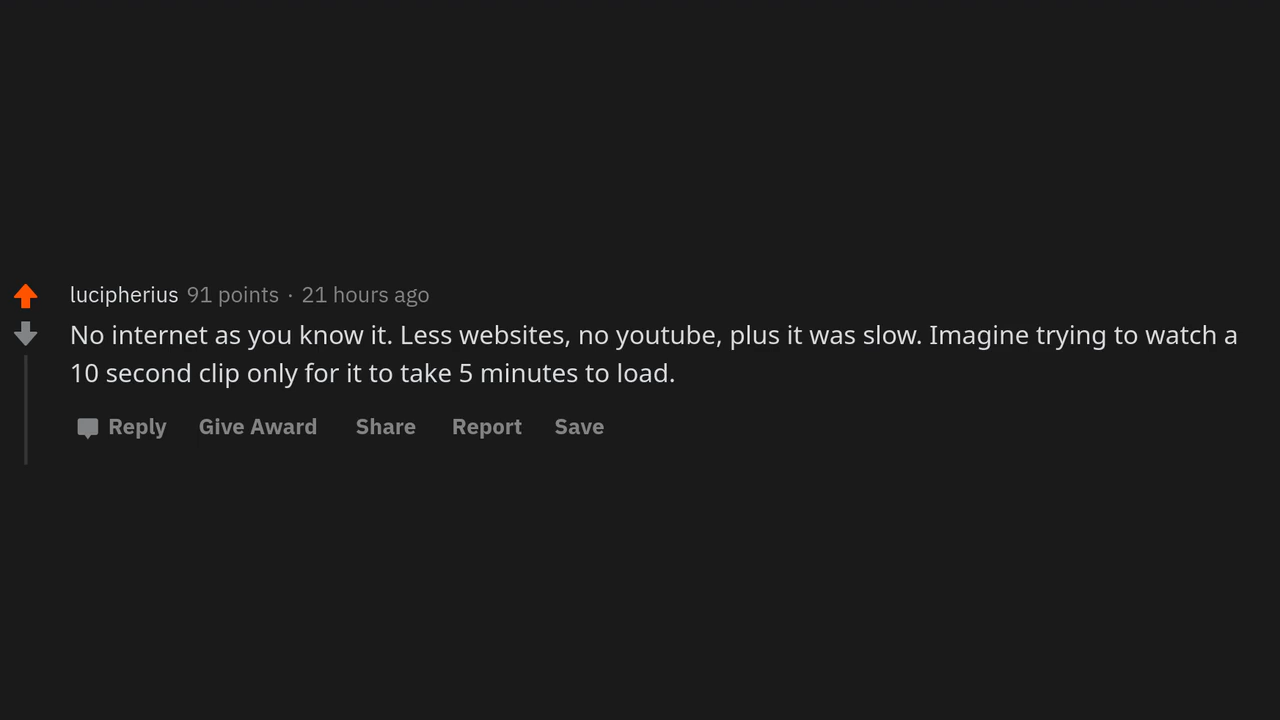 lucipherius 91 points · 21 hours ago
No internet as you know it. Less websites, no youtube, plus it was slow. Imagine trying to watch a
10 second clip only for it to take 5 minutes to load.
Reply Give Award Share Report Save